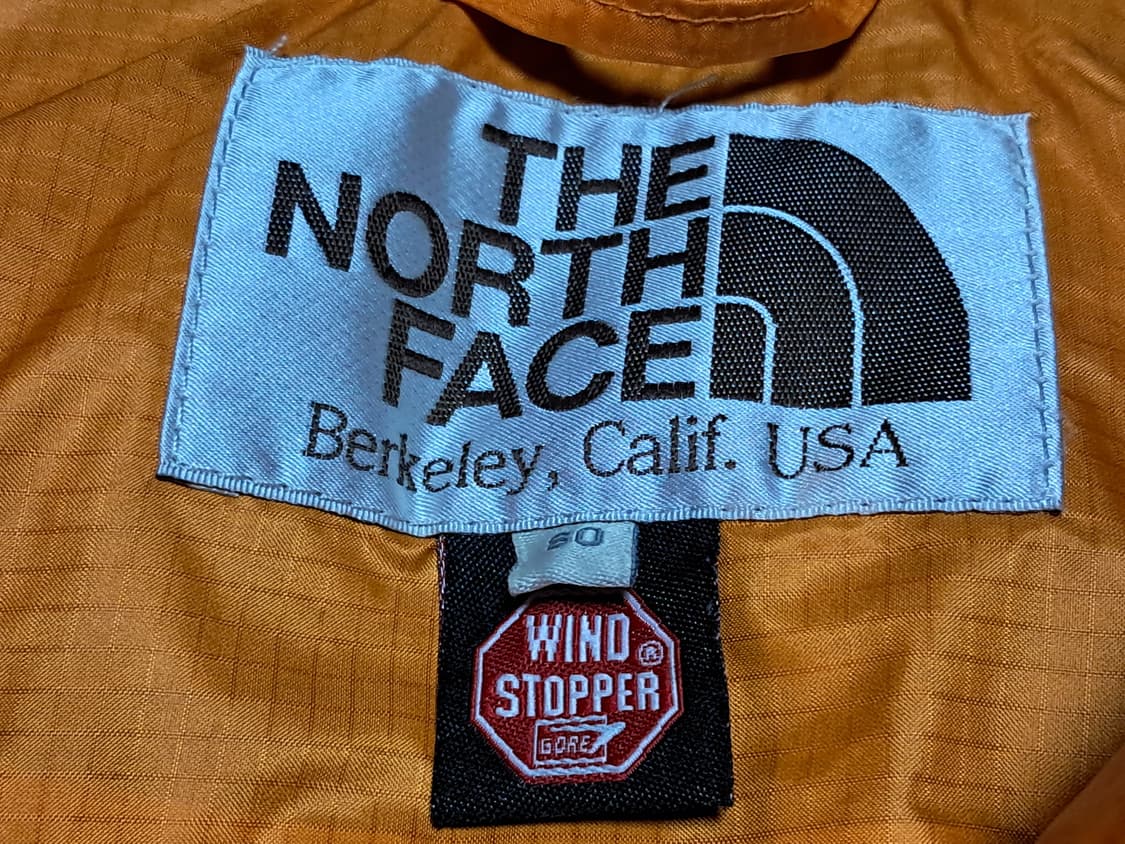 THE
NORTH
FACE
Berkeley, Calif. USA
WIND
STOPPER
®
GORE